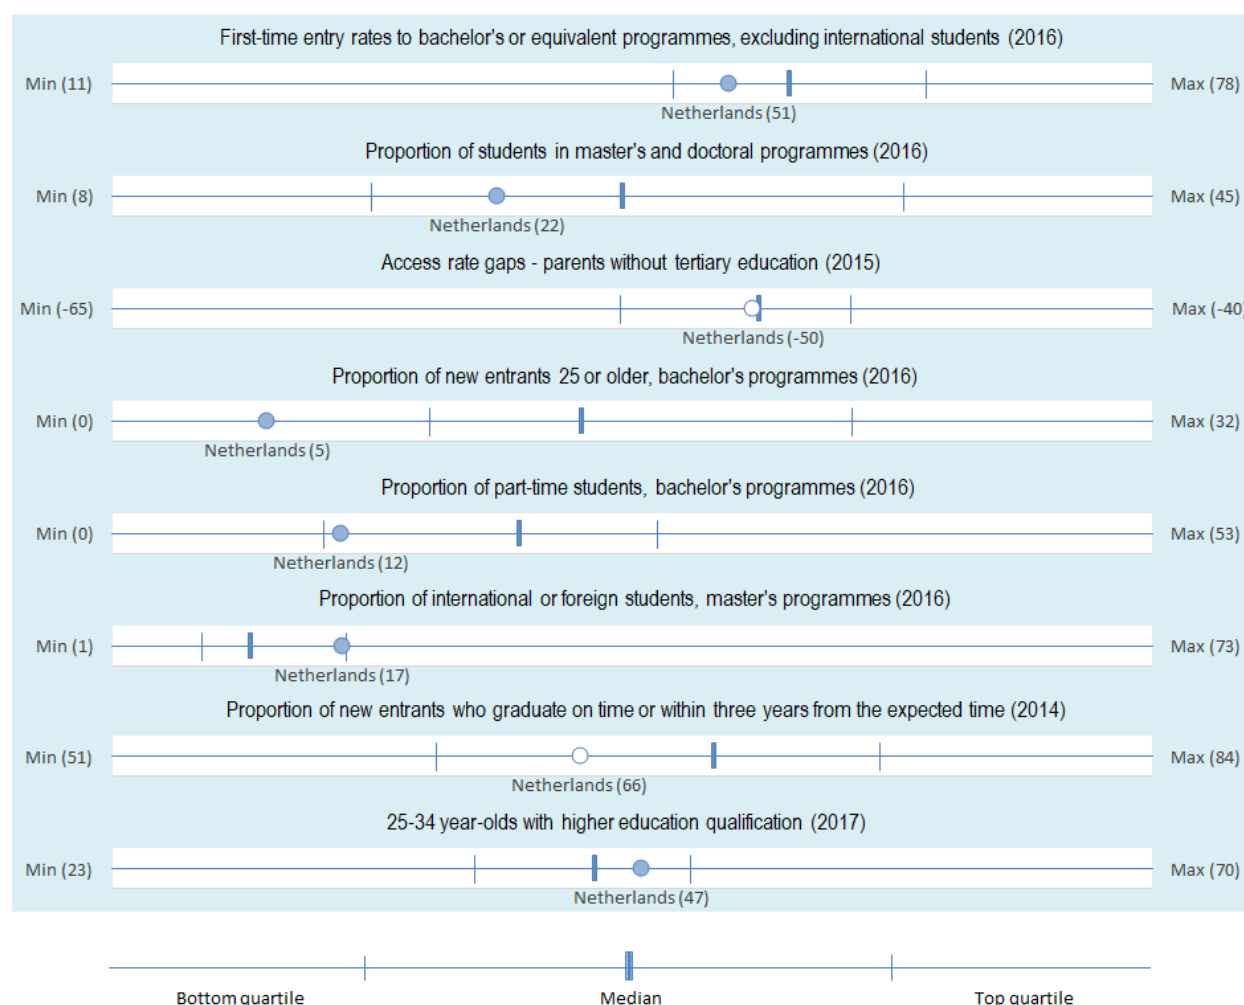 First-time entry rates to bachelor's or equivalent programmes, excluding international students (2016)
Min (11) Max (78)
Netherlands (51)
Proportion of students in master's and doctoral programmes (2016)
Min (8) Max (45)
Netherlands (22)
Access rate gaps - parents without tertiary education (2015)
Min (-65) Max (-40)
Netherlands (-50)
Proportion of new entrants 25 or older, bachelor's programmes (2016)
Min (0) Max (32)
Netherlands (5)
Proportion of part-time students, bachelor's programmes (2016)
Min (0) Max (53)
Netherlands (12)
Proportion of international or foreign students, master's programmes (2016)
Min (1) Max (73)
Netherlands (17)
Proportion of new entrants who graduate on time or within three years from the expected time (2014)
Min (51) Max (84)
Netherlands (66)
25-34 year-olds with higher education qualification (2017)
Min (23) Max (70)
Netherlands (47)
Bottom quartile Median Top quartile